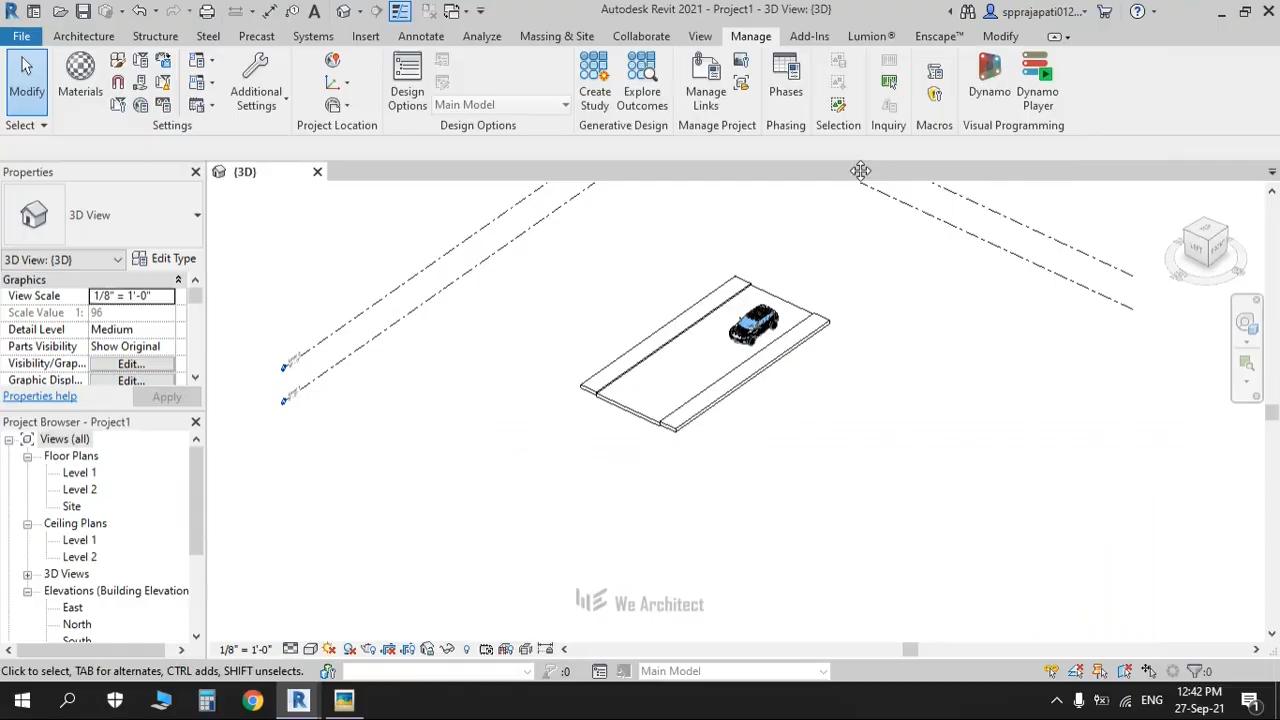 Autodesk Revit 2021 - Project1 - 3D View: {3D}
spprajapati012...
File Architecture Structure Steel Precast Systems Insert Annotate Analyze Massing & Site Collaborate View Manage Add-Ins Lumion® Enscape™ Modify
Modify
Materials
Additional
Settings
Design
Options
Main Model
Create
Study
Explore
Outcomes
Manage
Links
Phases
Dynamo
Dynamo
Player
Select Settings Project Location Design Options Generative Design Manage Project Phasing Selection Inquiry Macros Visual Programming
Properties
{3D}
3D View
3D View: {3D}
Edit Type
Graphics
View Scale 1/8" = 1'-0"
Scale Value 1: 96
Detail Level Medium
Parts Visibility Show Original
Visibility/Grap... Edit...
Graphic Displ... Edit...
Properties help
Apply
Project Browser - Project1
Views (all)
Floor Plans
Level 1
Level 2
Site
Ceiling Plans
Level 1
Level 2
3D Views
Elevations (Building Elevation
East
North
South
TOP
LEFT
FRONT
WE We Architect
1/8" = 1'-0"
Click to select, TAB for alternates, CTRL adds, SHIFT unselects.
:0
Main Model
:0
ENG
12:42 PM
27-Sep-21
1